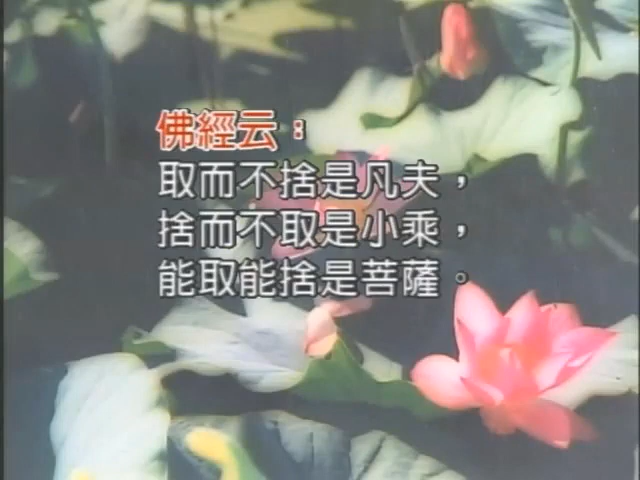 佛經云：
取而不捨是凡夫，
捨而不取是小乘，
能取能捨是菩薩。